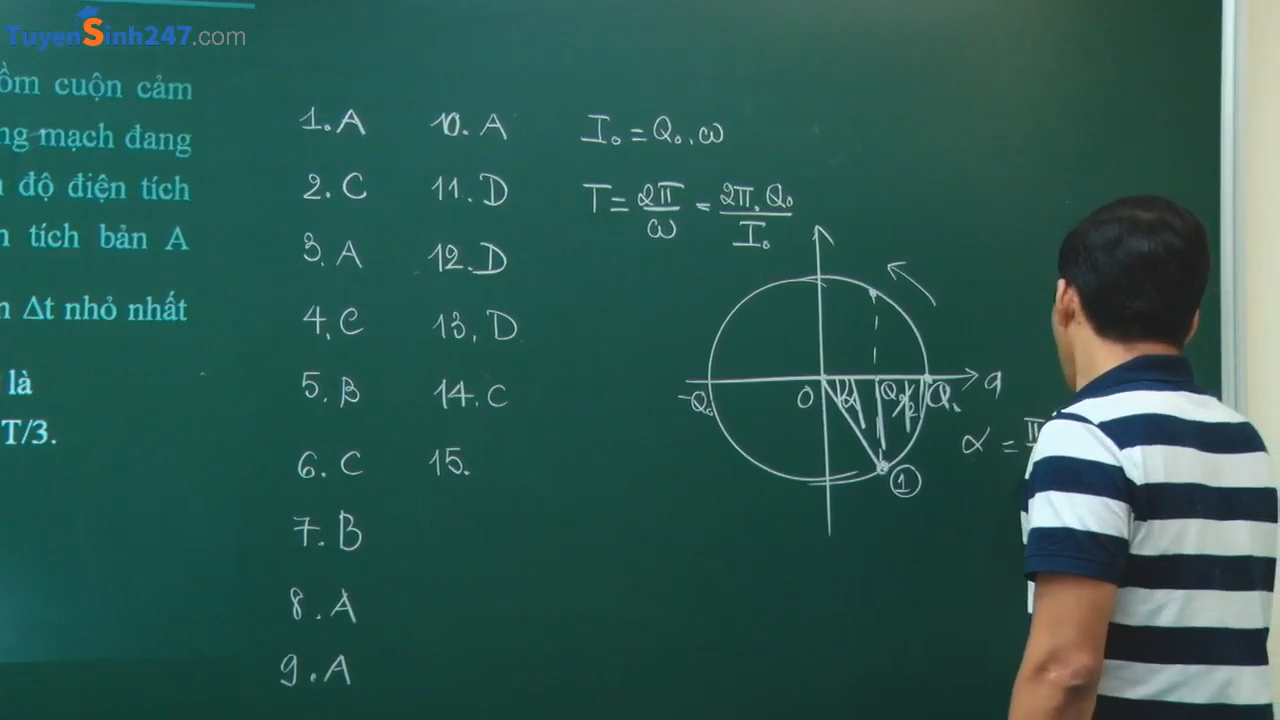 TuyenSinh247.com
ồm cuộn cảm
ng mạch đang
độ điện tích
tích bản A
Δt nhỏ nhất
là
T/3.
1. A
2. C
3. A
4. C
5. B
6. C
7. B
8. A
9. A
10. A
11. D
12. D
13. D
14. C
15.
I₀ = Q₀.ω
T = 2π/ω = 2π.Q₀/I₀
-Q₀ O α Q₀/2 Q₀ q
α = π
1